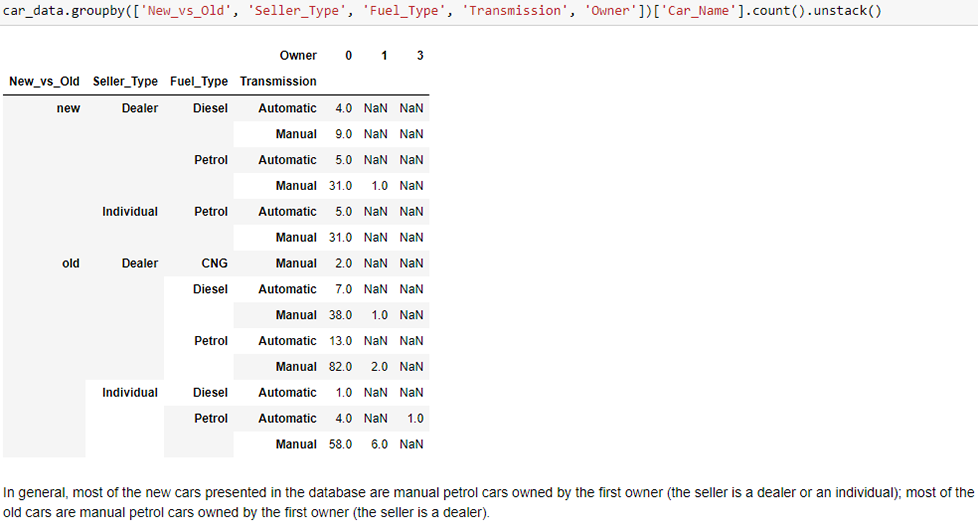 car_data.groupby(['New_vs_Old', 'Seller_Type', 'Fuel_Type', 'Transmission', 'Owner'])['Car_Name'].count().unstack()
Owner 0 1 3
New_vs_Old Seller_Type Fuel_Type Transmission
new Dealer Diesel Automatic 4.0 NaN NaN
Manual 9.0 NaN NaN
Petrol Automatic 5.0 NaN NaN
Manual 31.0 1.0 NaN
Individual Petrol Automatic 5.0 NaN NaN
Manual 31.0 NaN NaN
old Dealer CNG Manual 2.0 NaN NaN
Diesel Automatic 7.0 NaN NaN
Manual 38.0 1.0 NaN
Petrol Automatic 13.0 NaN NaN
Manual 82.0 2.0 NaN
Individual Diesel Automatic 1.0 NaN NaN
Petrol Automatic 4.0 NaN 1.0
Manual 58.0 6.0 NaN
In general, most of the new cars presented in the database are manual petrol cars owned by the first owner (the seller is a dealer or an individual); most of the
old cars are manual petrol cars owned by the first owner (the seller is a dealer).